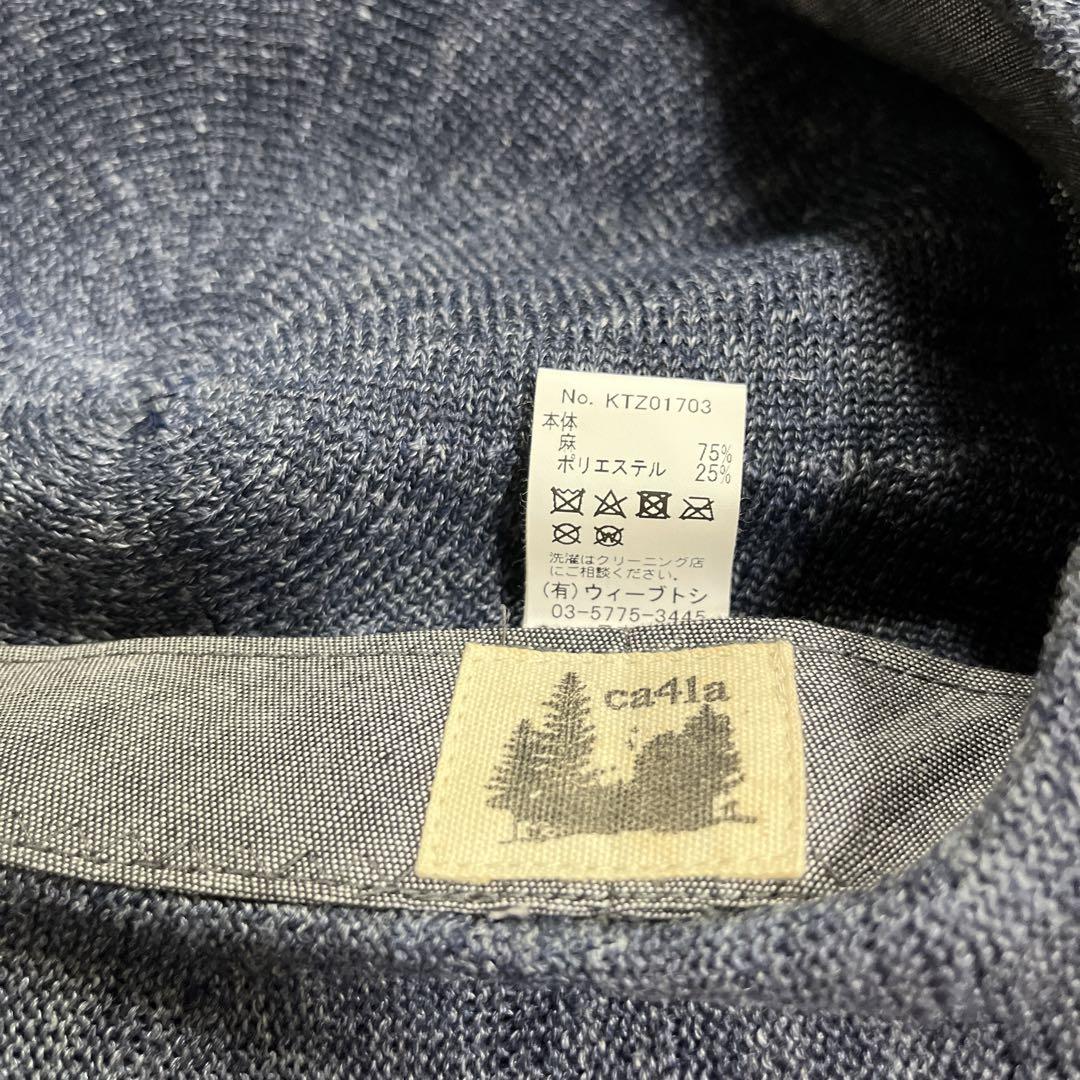 No. KTZ01703
本体
麻 75%
ポリエステル 25%
W
洗濯はクリーニング店
にご相談ください。
(有)ウィーブトシ
03-5775-3445
ca4la